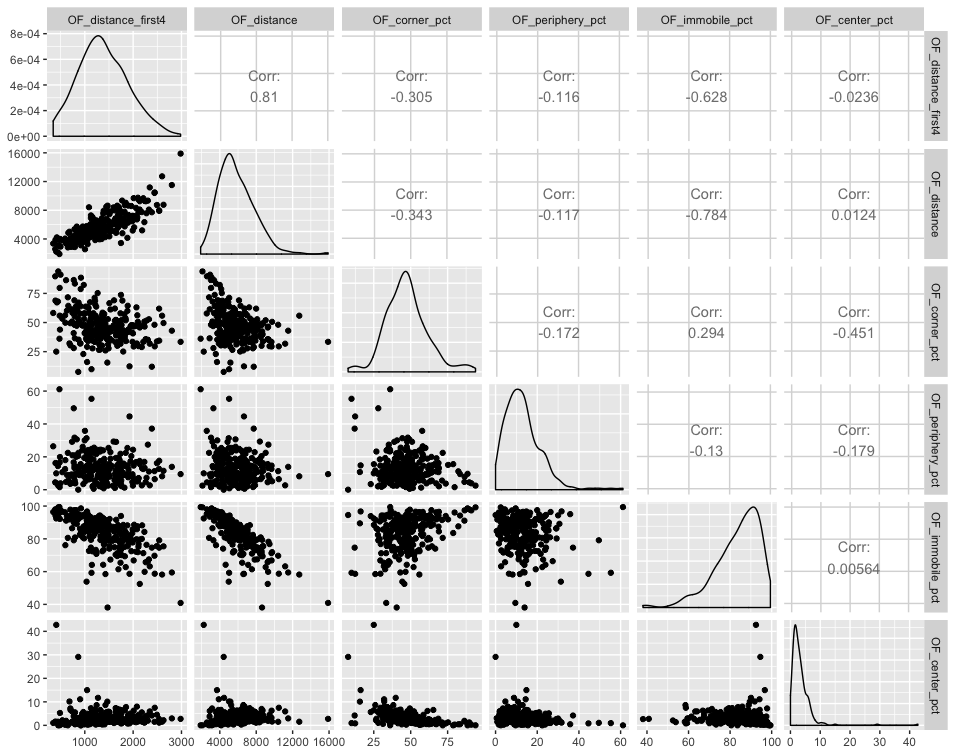 OF_distance_first4 OF_distance OF_corner_pct OF_periphery_pct OF_immobile_pct OF_center_pct
8e-04
6e-04
4e-04
2e-04
0e+00
Corr:
0.81
Corr:
-0.305
Corr:
-0.116
Corr:
-0.628
Corr:
-0.0236
OF_distance_first4
16000
12000
8000
4000
Corr:
-0.343
Corr:
-0.117
Corr:
-0.784
Corr:
0.0124
OF_distance
75
50
25
Corr:
-0.172
Corr:
0.294
Corr:
-0.451
OF_corner_pct
60
40
20
0
Corr:
-0.13
Corr:
-0.179
OF_periphery_pct
100
80
60
40
Corr:
0.00564
OF_immobile_pct
40
30
20
10
0
OF_center_pct
1000 2000 3000 4000 8000 12000 16000 25 50 75 0 20 40 60 40 60 80 100 0 10 20 30 40